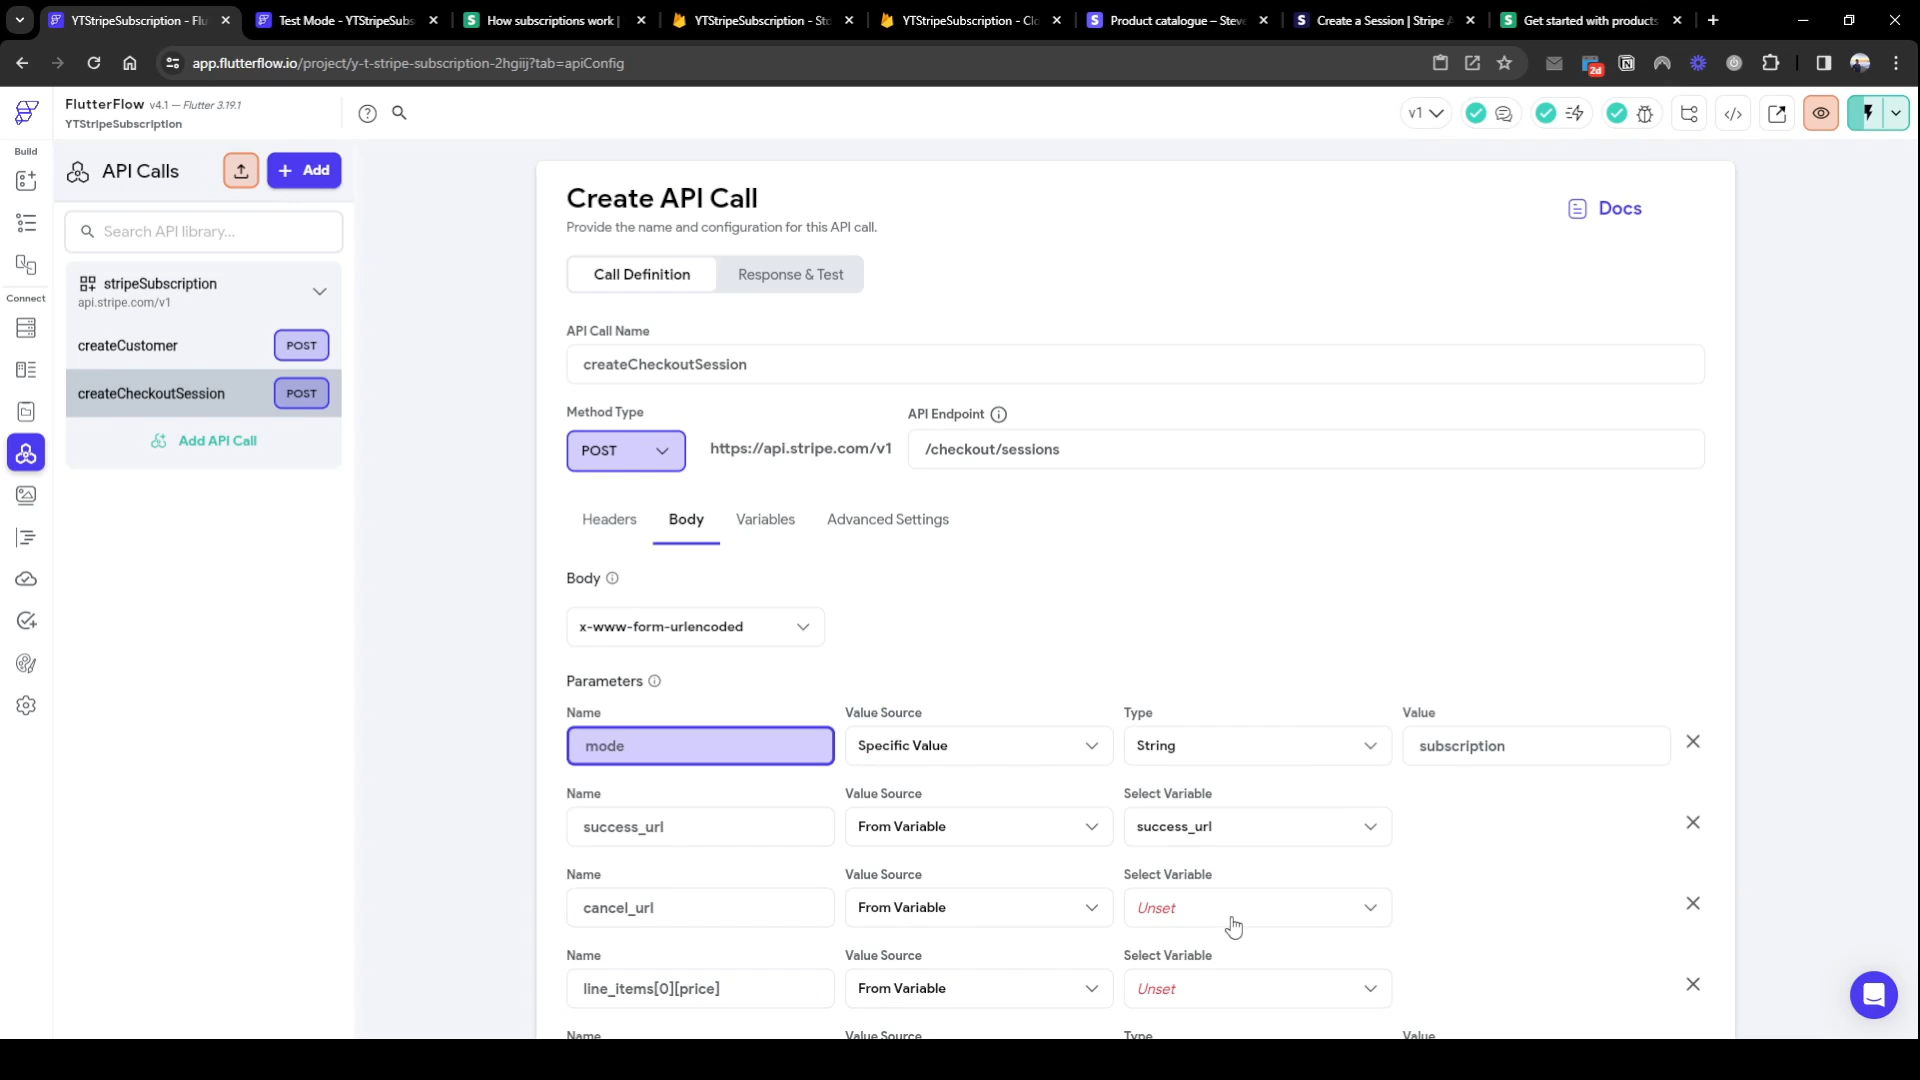 YTStripeSubscription - Flu
Test Mode - YTStripeSubs
How subscriptions work |
YTStripeSubscription - Sto
YTStripeSubscription - Clo
Product catalogue – Steve
Create a Session | Stripe A
Get started with products
app.flutterflow.io/project/y-t-stripe-subscription-2hgiij?tab=apiConfig
2d
FlutterFlow v4.1 — Flutter 3.19.1
YTStripeSubscription
v1
Build
API Calls
Add
Search API library...
stripeSubscription
api.stripe.com/v1
Connect
createCustomer
POST
createCheckoutSession
POST
Add API Call
Create API Call
Provide the name and configuration for this API call.
Docs
Call Definition
Response & Test
API Call Name
createCheckoutSession
Method Type
API Endpoint
POST
https://api.stripe.com/v1
/checkout/sessions
Headers
Body
Variables
Advanced Settings
Body
x-www-form-urlencoded
Parameters
Name
Value Source
Type
Value
mode
Specific Value
String
subscription
Name
Value Source
Select Variable
success_url
From Variable
success_url
Name
Value Source
Select Variable
cancel_url
From Variable
Unset
Name
Value Source
Select Variable
line_items[0][price]
From Variable
Unset
Name
Value Source
Type
Value